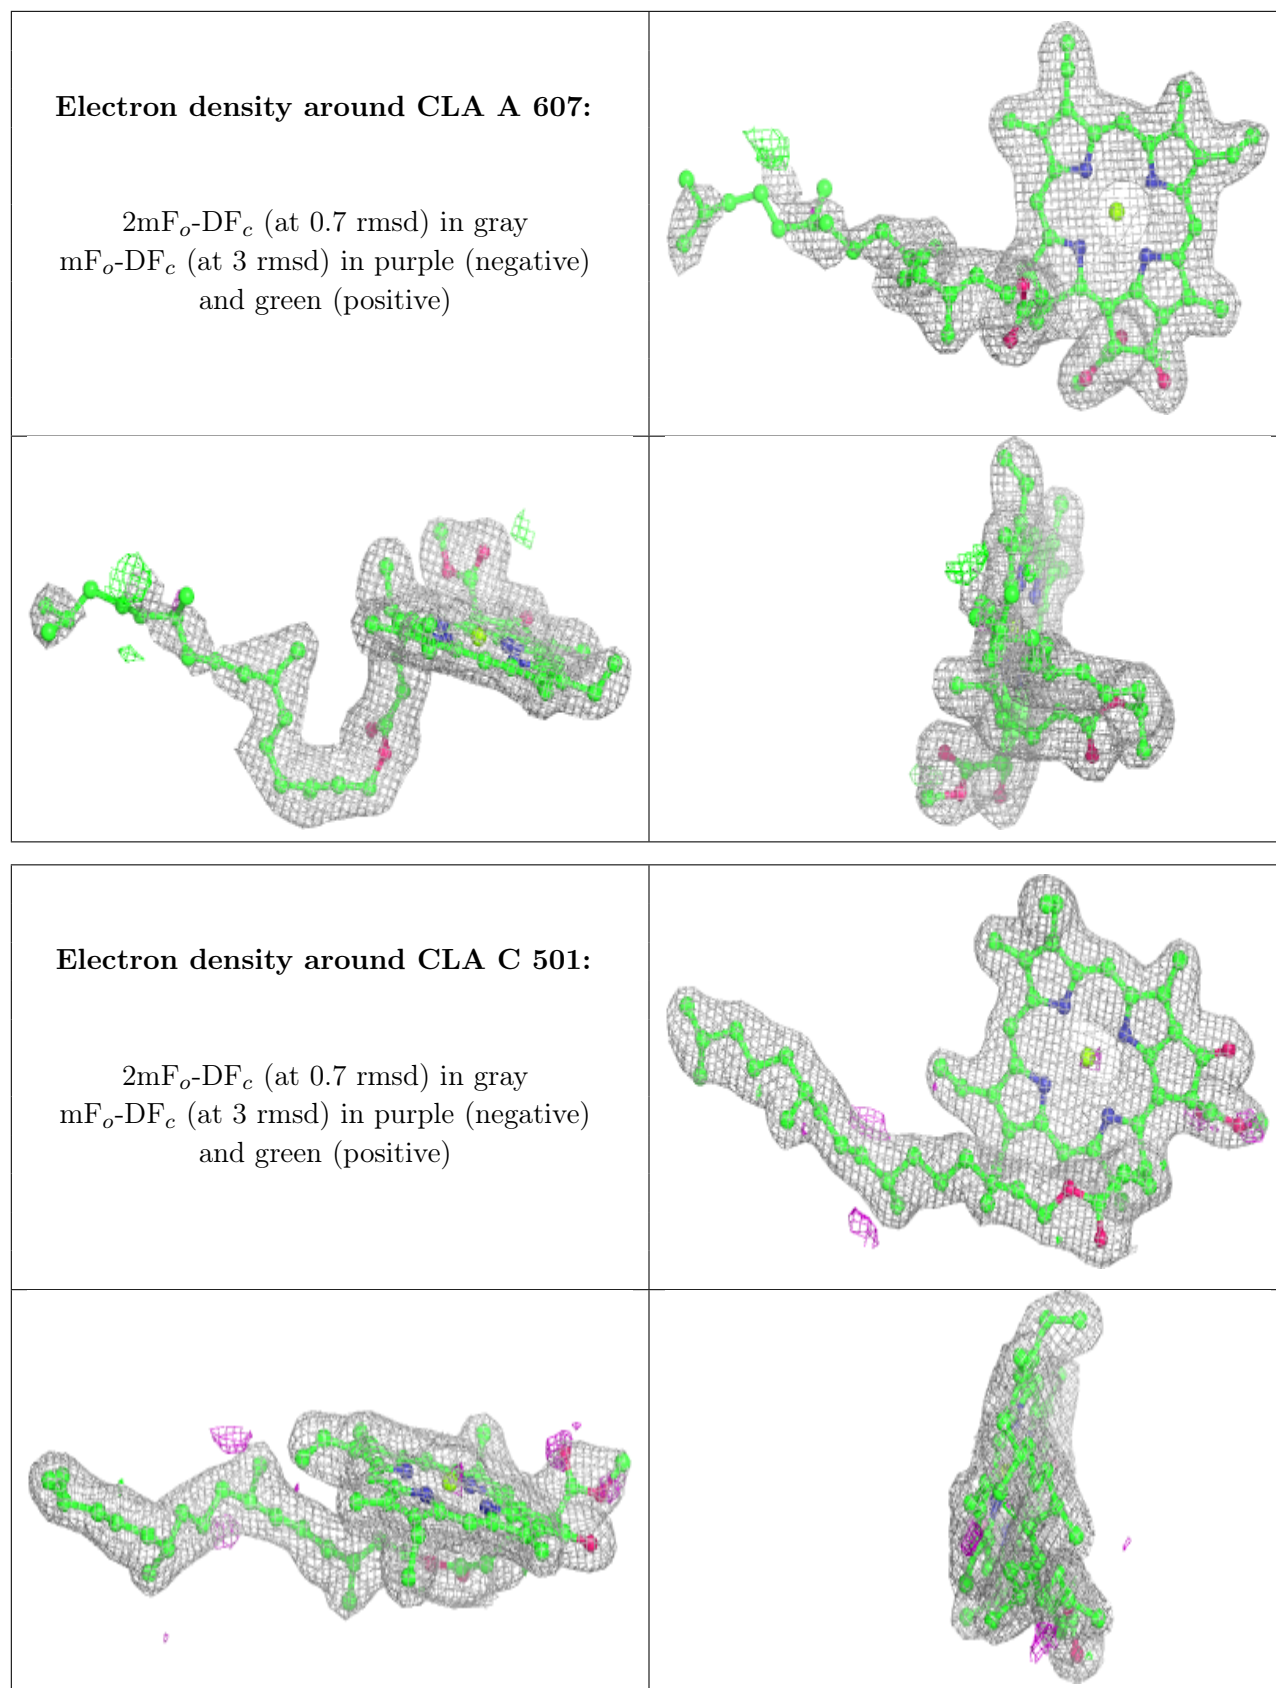 Electron density around CLA A 607:
2mFo-DFc (at 0.7 rmsd) in gray
mFo-DFc (at 3 rmsd) in purple (negative)
and green (positive)
Electron density around CLA C 501:
2mFo-DFc (at 0.7 rmsd) in gray
mFo-DFc (at 3 rmsd) in purple (negative)
and green (positive)